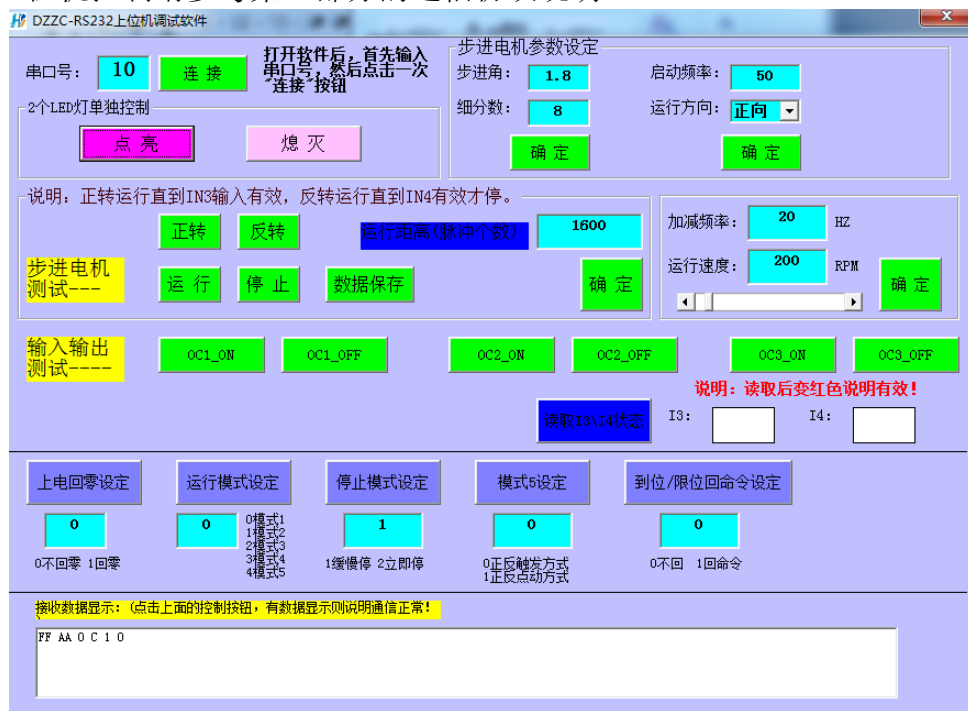 DZZC-RS232上位机调试软件
串口号： 10 连 接
打开软件后，首先输入
串口号，然后点击一次
“连接”按钮
2个LED灯单独控制
点 亮 熄 灭
步进电机参数设定
步进角： 1.8 启动频率： 50
细分数： 8 运行方向： 正向
确 定 确 定
说明：正转运行直到IN3输入有效，反转运行直到IN4有效才停。
正转 反转 运行距离(脉冲个数) 1600
步进电机
测试---
运 行 停 止 数据保存 确 定
加减频率： 20 HZ
运行速度： 200 RPM
确 定
输入输出
测试----
OC1_ON OC1_OFF OC2_ON OC2_OFF OC3_ON OC3_OFF
说明：读取后变红色说明有效！
读取I3\I4状态 I3: I4:
上电回零设定 运行模式设定 停止模式设定 模式5设定 到位/限位回命令设定
0 0 1 0 0
0不回零 1回零
0模式1
1模式2
2模式3
3模式4
4模式5
1缓慢停 2立即停
0正反触发方式
1正反点动方式
0不回 1回命令
接收数据显示：（点击上面的控制按钮，有数据显示则说明通信正常！
FF AA 0 C 1 0